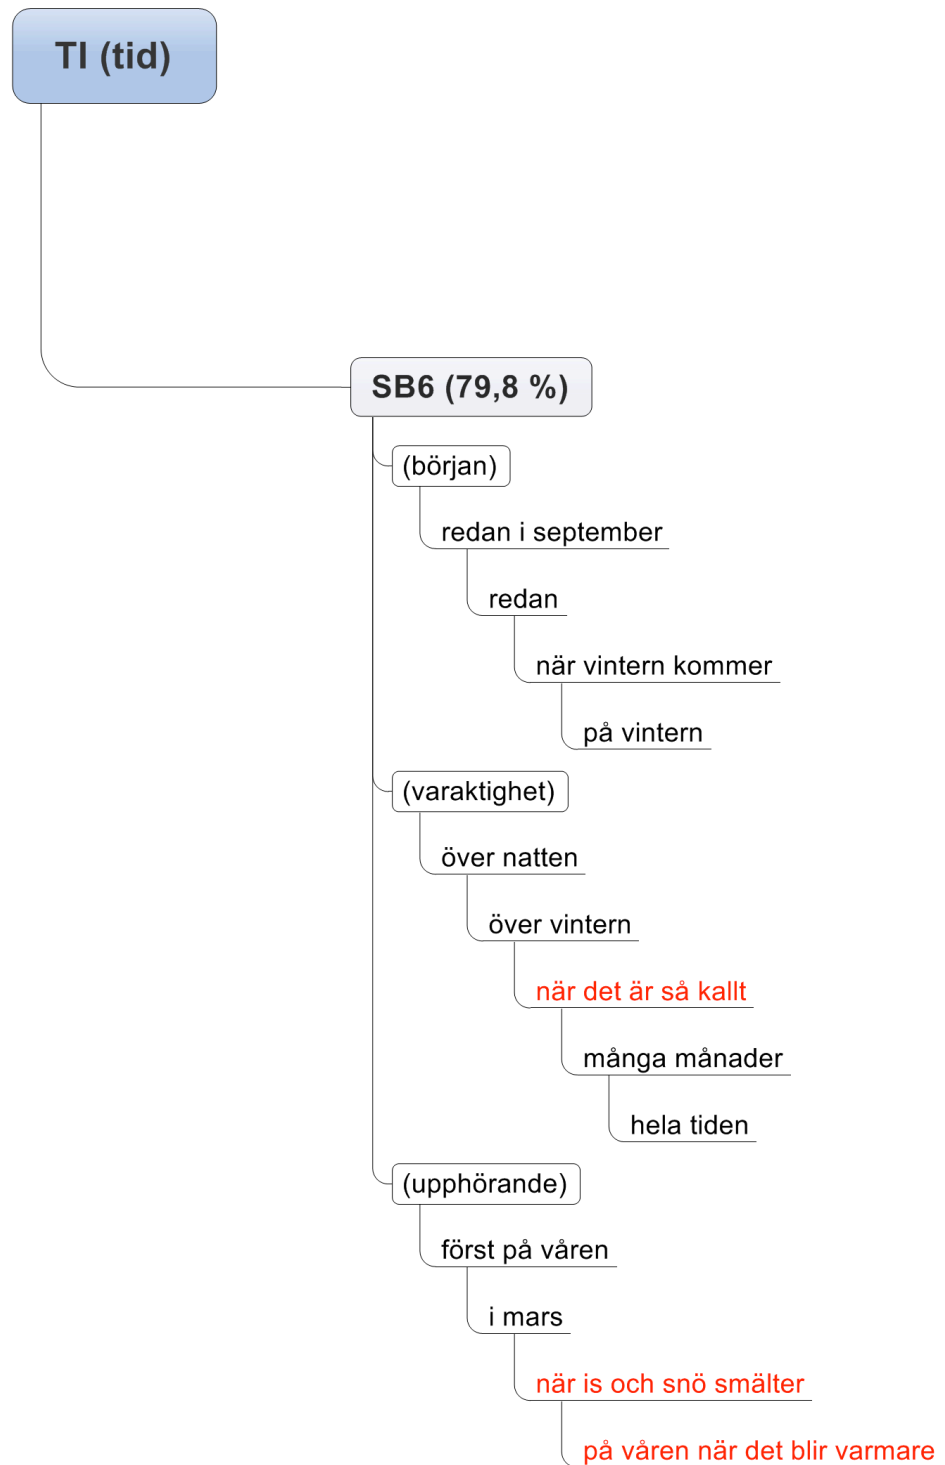 TI (tid)
SB6 (79,8 %)
(början)
redan i september
redan
när vintern kommer
på vintern
(varaktighet)
över natten
över vintern
när det är så kallt
många månader
hela tiden
(upphörande)
först på våren
i mars
när is och snö smälter
på våren när det blir varmare